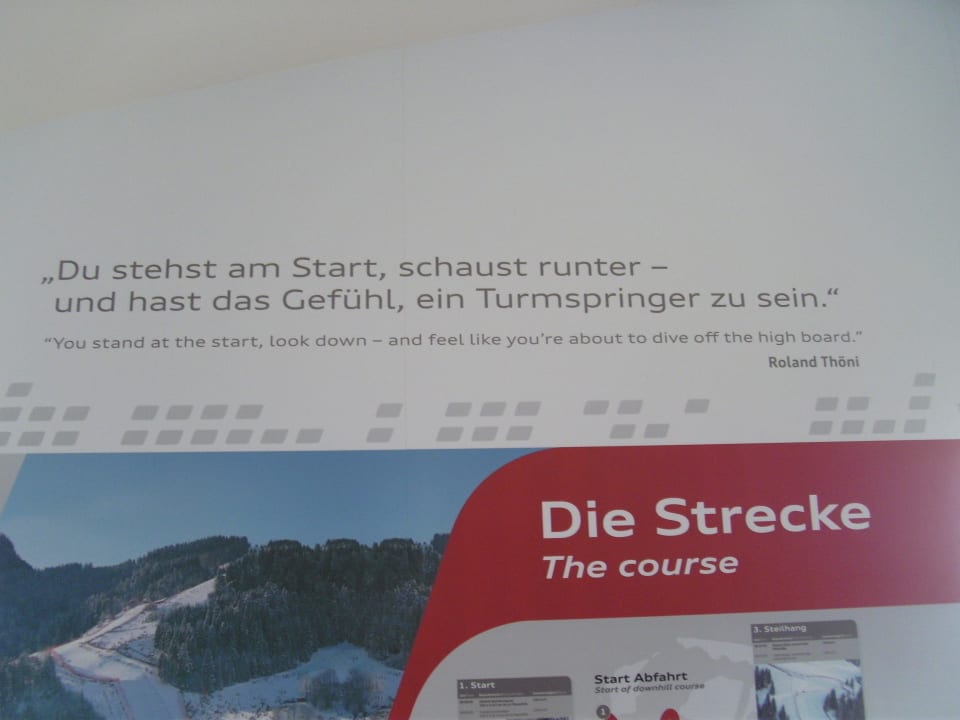 „Du stehst am Start, schaust runter –
und hast das Gefühl, ein Turmspringer zu sein.“
“You stand at the start, look down – and feel like you’re about to dive off the high board.”
Roland Thöni
Die Strecke
The course
3. Steilhang
1. Start
Start Abfahrt
Start of downhill course
1